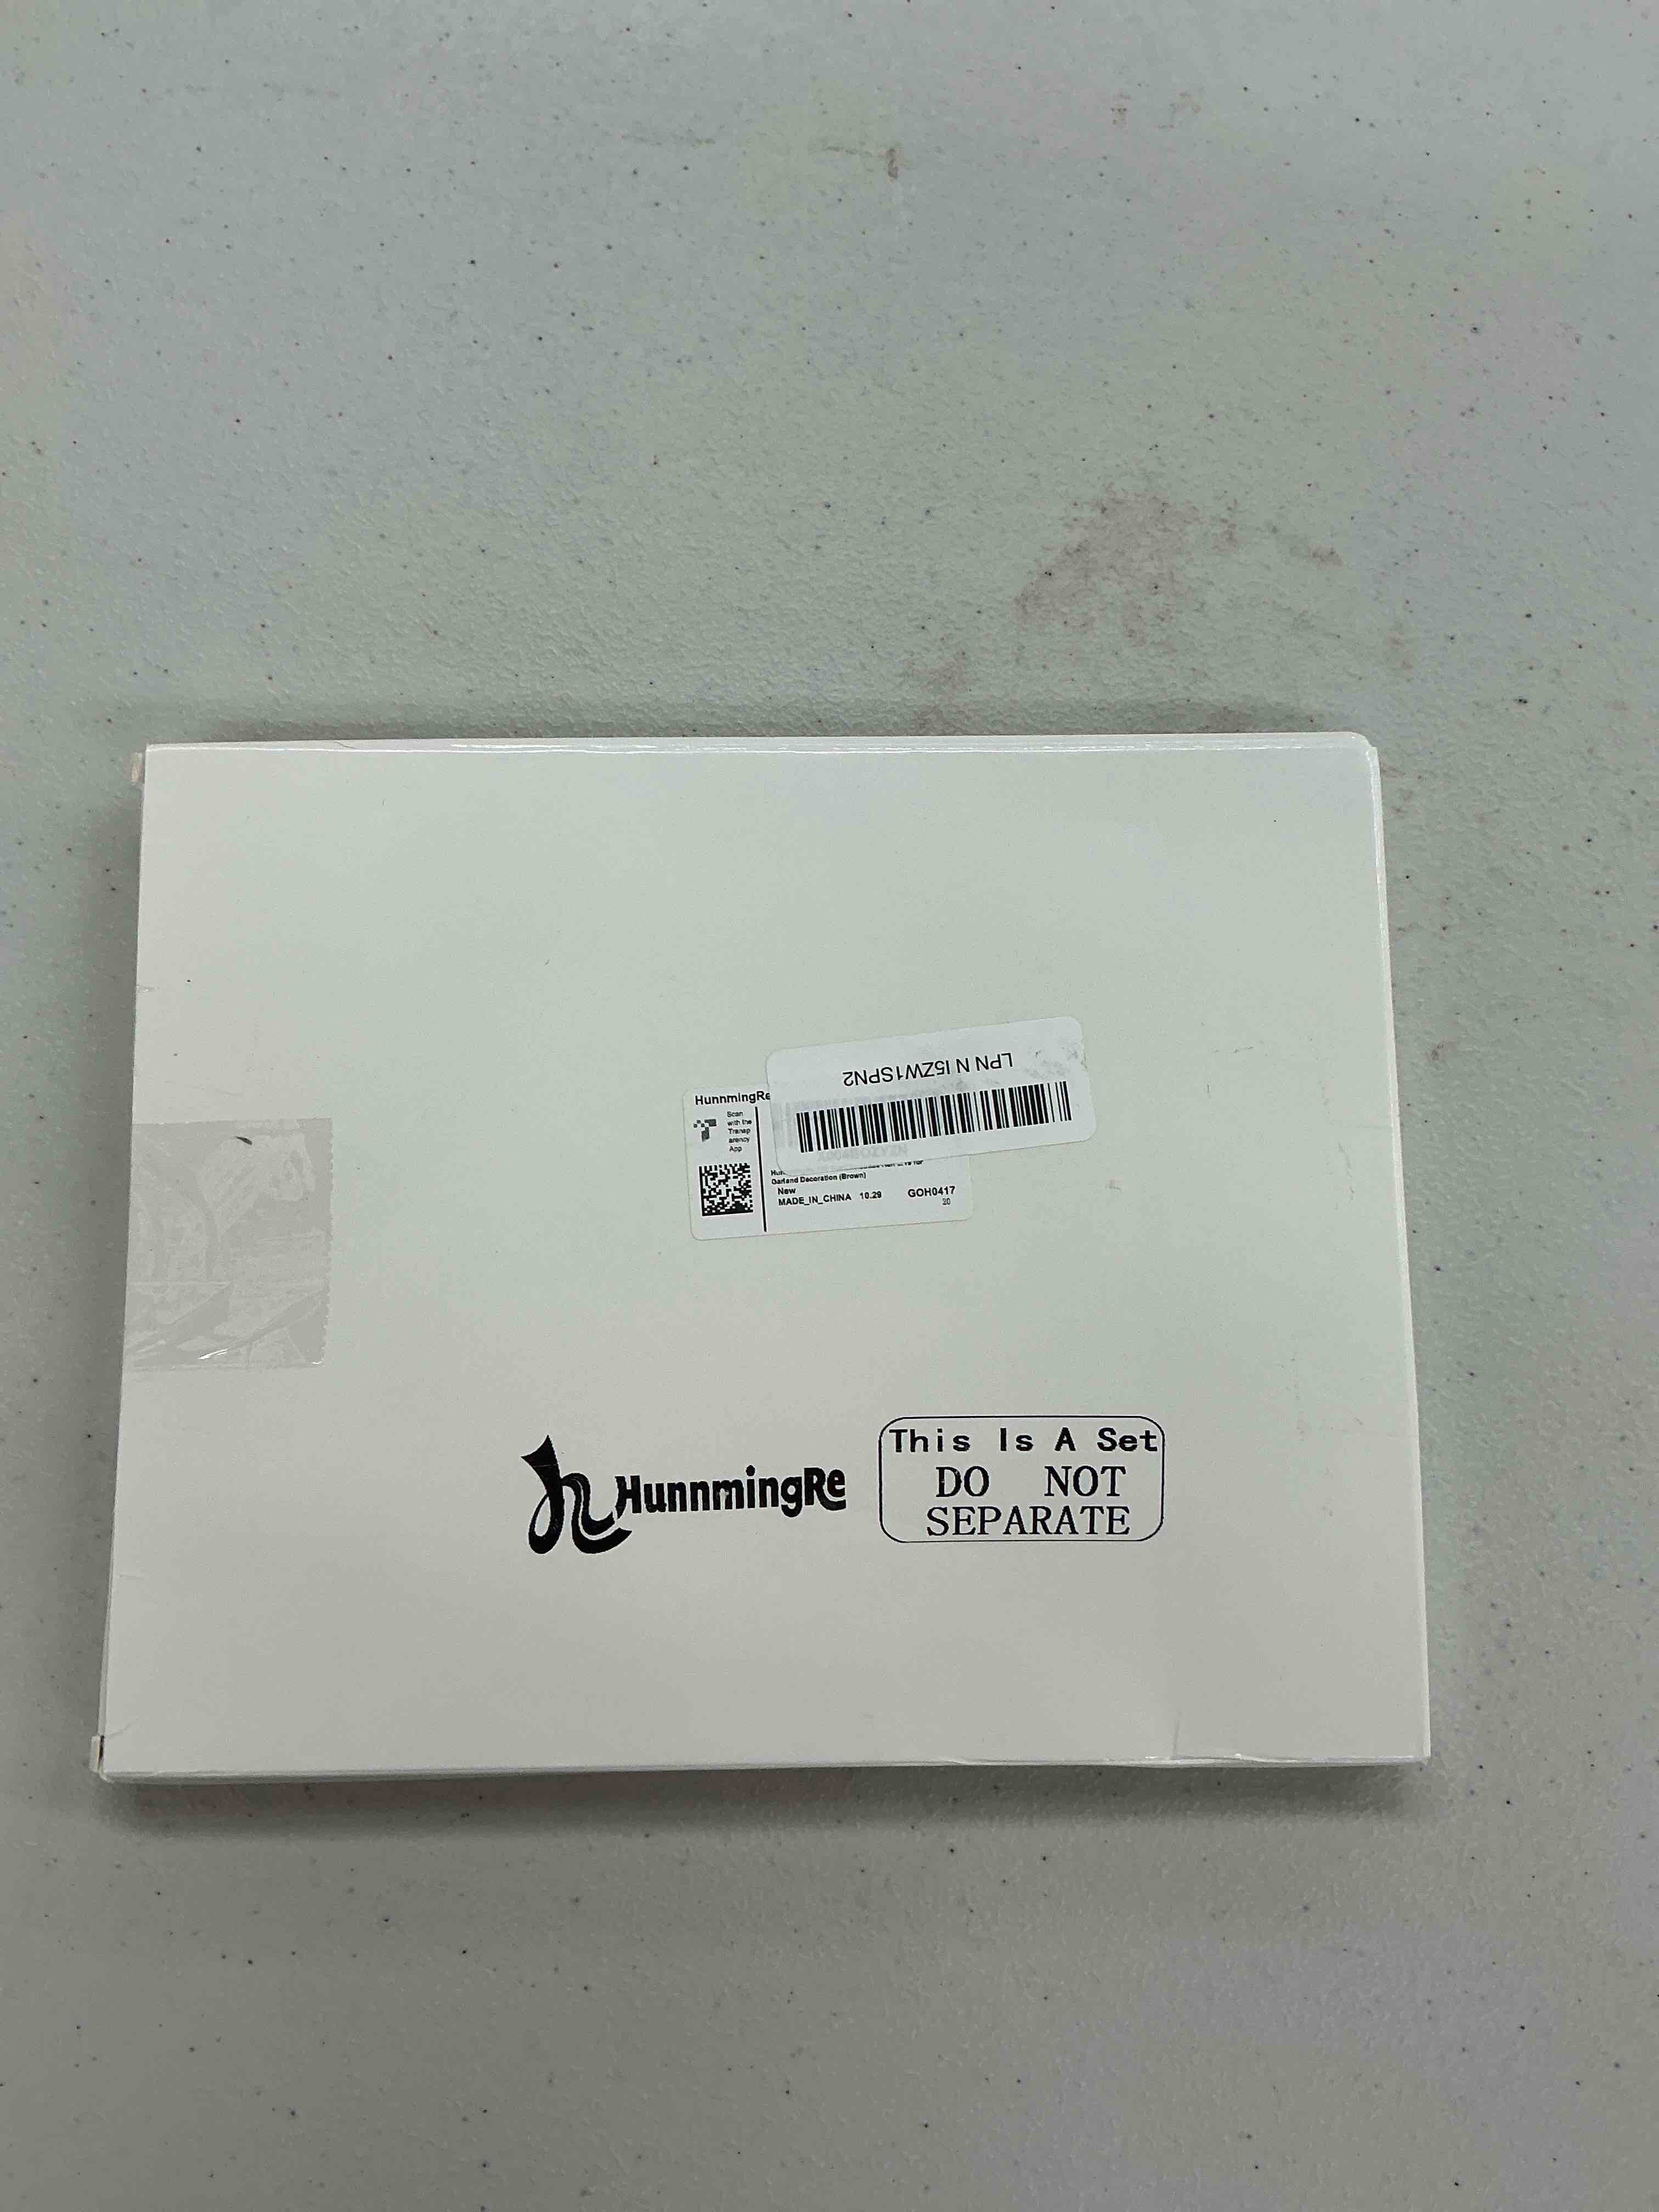 LPN N I5ZW1SPN2
HunnmingRe
Scan
with the
Transp
arency
App
for
Garland Decoration (Brown)
New
MADE_IN_CHINA 10.29 GOH0417
20
HunnmingRe
This Is A Set
DO NOT
SEPARATE